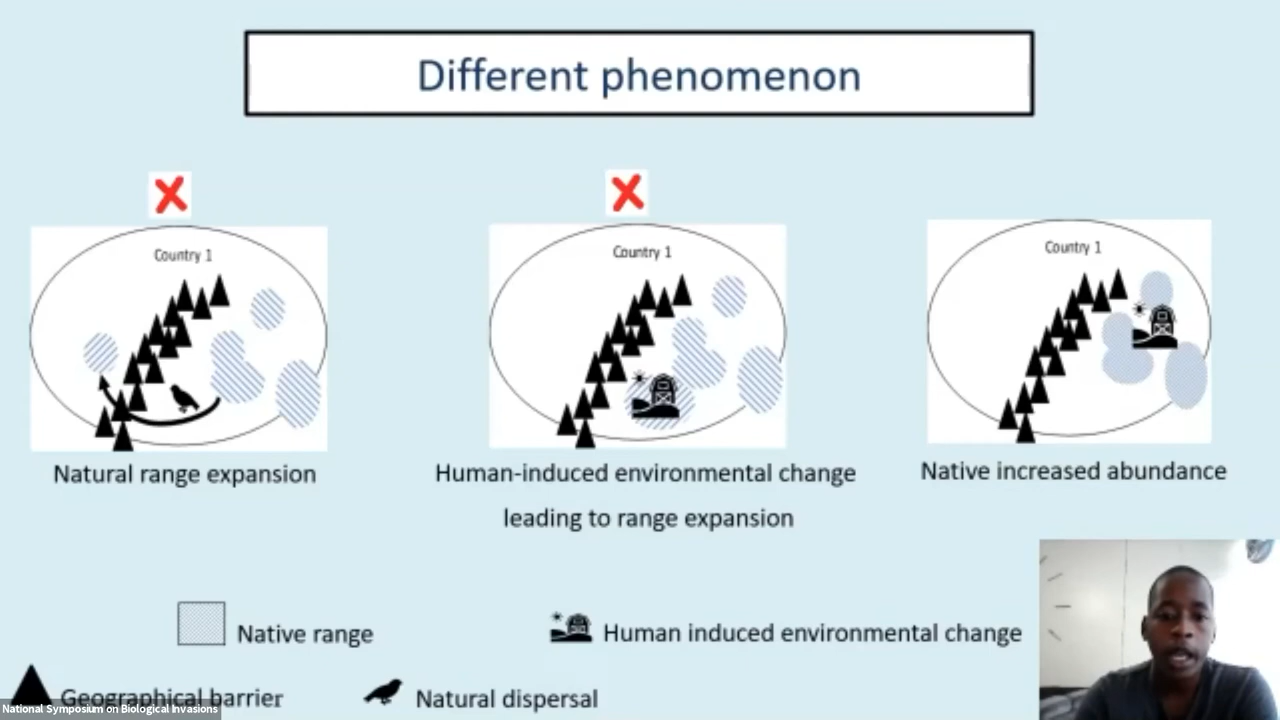 Different phenomenon
Country 1
Country 1
Country 1
Natural range expansion
Human-induced environmental change
leading to range expansion
Native increased abundance
Native range
Human induced environmental change
Geographical barrier
Natural dispersal
National Symposium on Biological Invasions